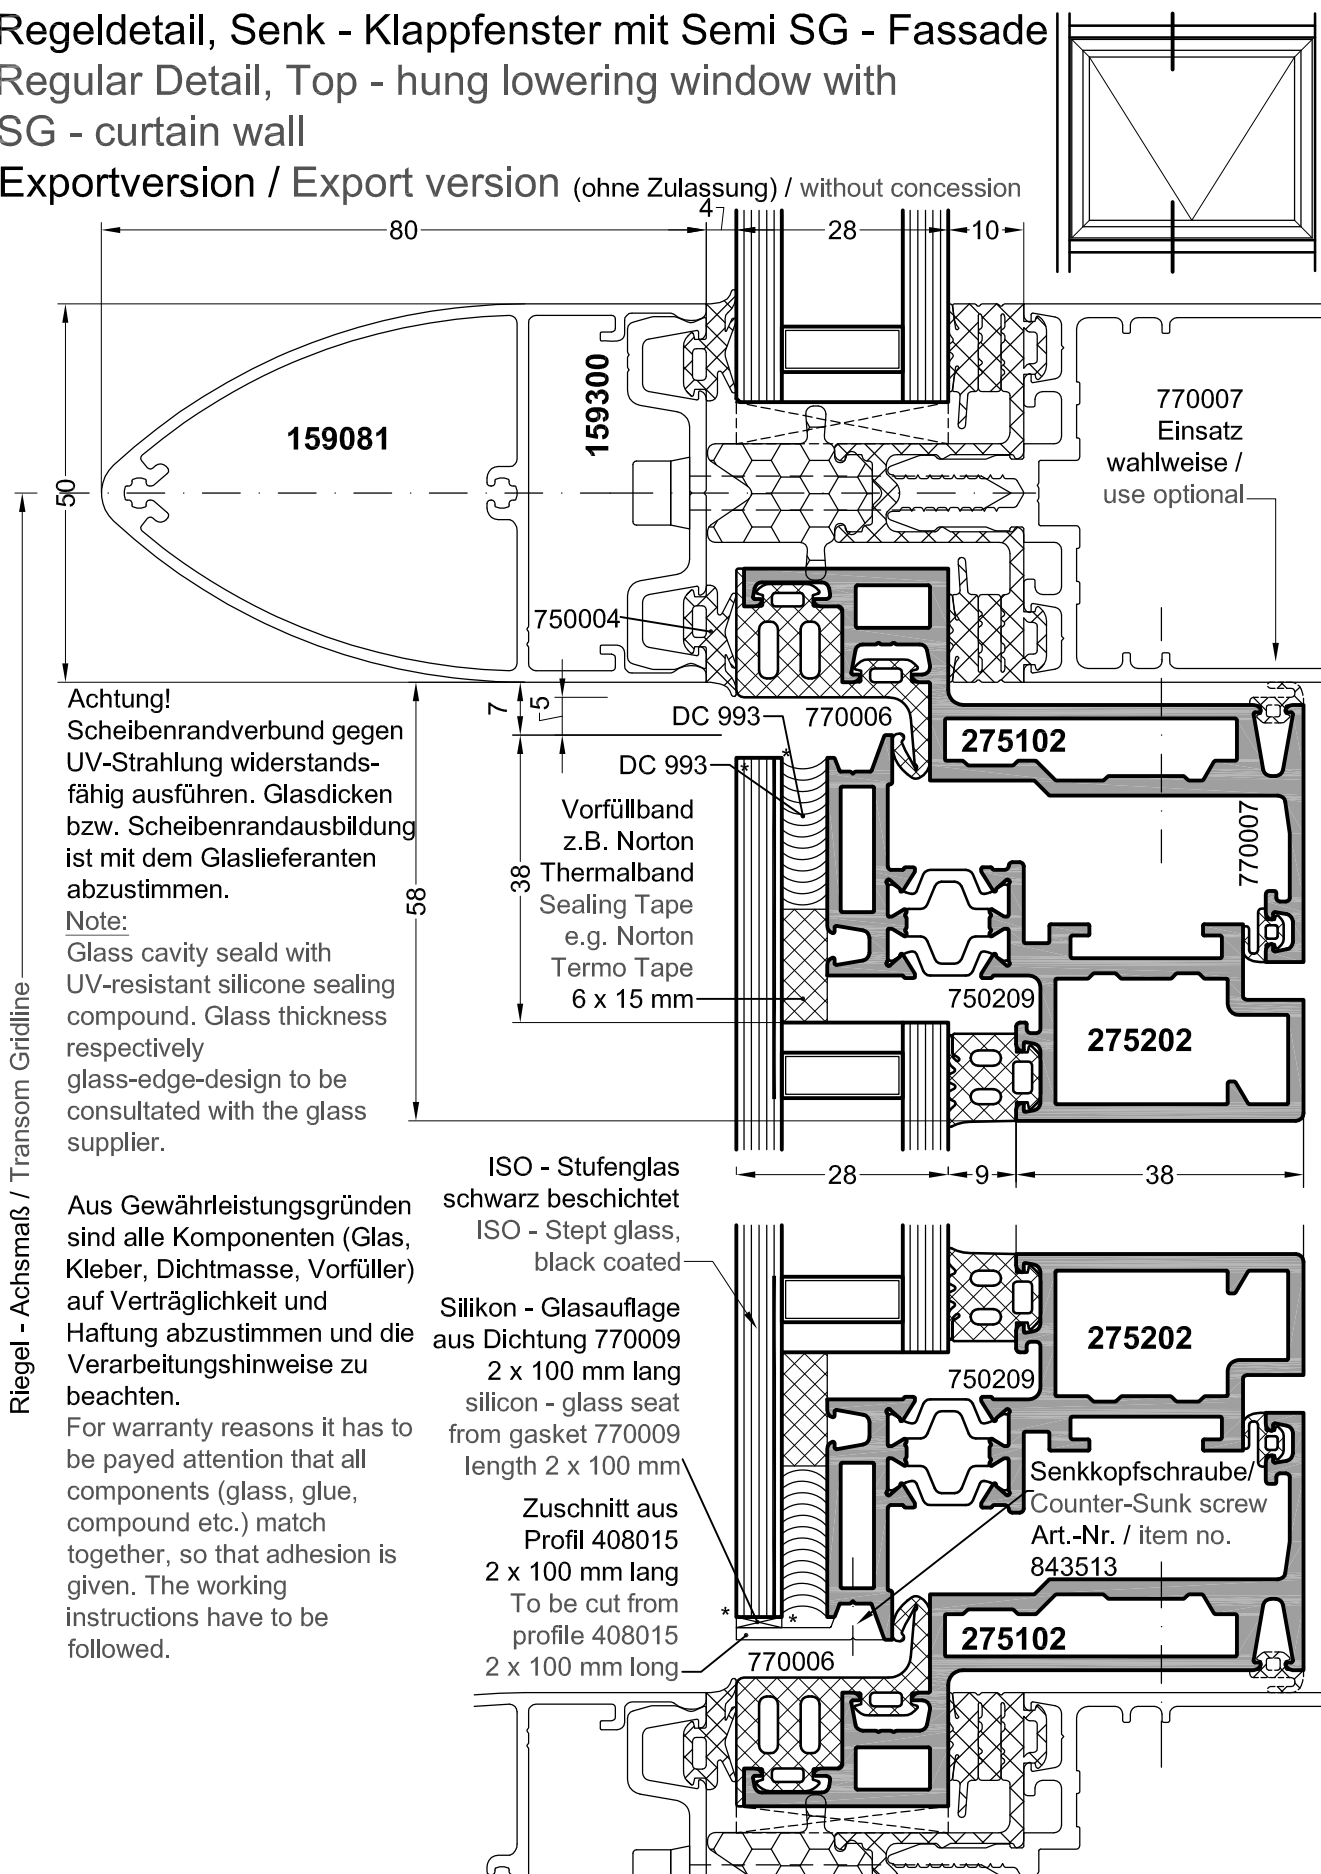 Regeldetail, Senk - Klappfenster mit Semi SG - Fassade
Regular Detail, Top - hung lowering window with
SG - curtain wall
Exportversion / Export version (ohne Zulassung) / without concession
80
4
28
10
50
159081
159300
770007
Einsatz
wahlweise /
use optional
750004
7
5
DC 993
770006
275102
DC 993
Achtung!
Scheibenrandverbund gegen
UV-Strahlung widerstands-
fähig ausführen. Glasdicken
bzw. Scheibenrandausbildung
ist mit dem Glaslieferanten
abzustimmen.
Note:
Glass cavity seald with
UV-resistant silicone sealing
compound. Glass thickness
respectively
glass-edge-design to be
consultated with the glass
supplier.
58
38
Vorfüllband
z.B. Norton
Thermalband
Sealing Tape
e.g. Norton
Termo Tape
6 x 15 mm
*
*
770007
750209
275202
28
9
38
Riegel - Achsmaß / Transom Gridline
Aus Gewährleistungsgründen
sind alle Komponenten (Glas,
Kleber, Dichtmasse, Vorfüller)
auf Verträglichkeit und
Haftung abzustimmen und die
Verarbeitungshinweise zu
beachten.
For warranty reasons it has to
be payed attention that all
components (glass, glue,
compound etc.) match
together, so that adhesion is
given. The working
instructions have to be
followed.
ISO - Stufenglas
schwarz beschichtet
ISO - Stept glass,
black coated
Silikon - Glasauflage
aus Dichtung 770009
2 x 100 mm lang
silicon - glass seat
from gasket 770009
length 2 x 100 mm
Zuschnitt aus
Profil 408015
2 x 100 mm lang
To be cut from
profile 408015
2 x 100 mm long
275202
750209
Senkkopfschraube/
Counter-Sunk screw
Art.-Nr. / item no.
843513
*
*
275102
770006